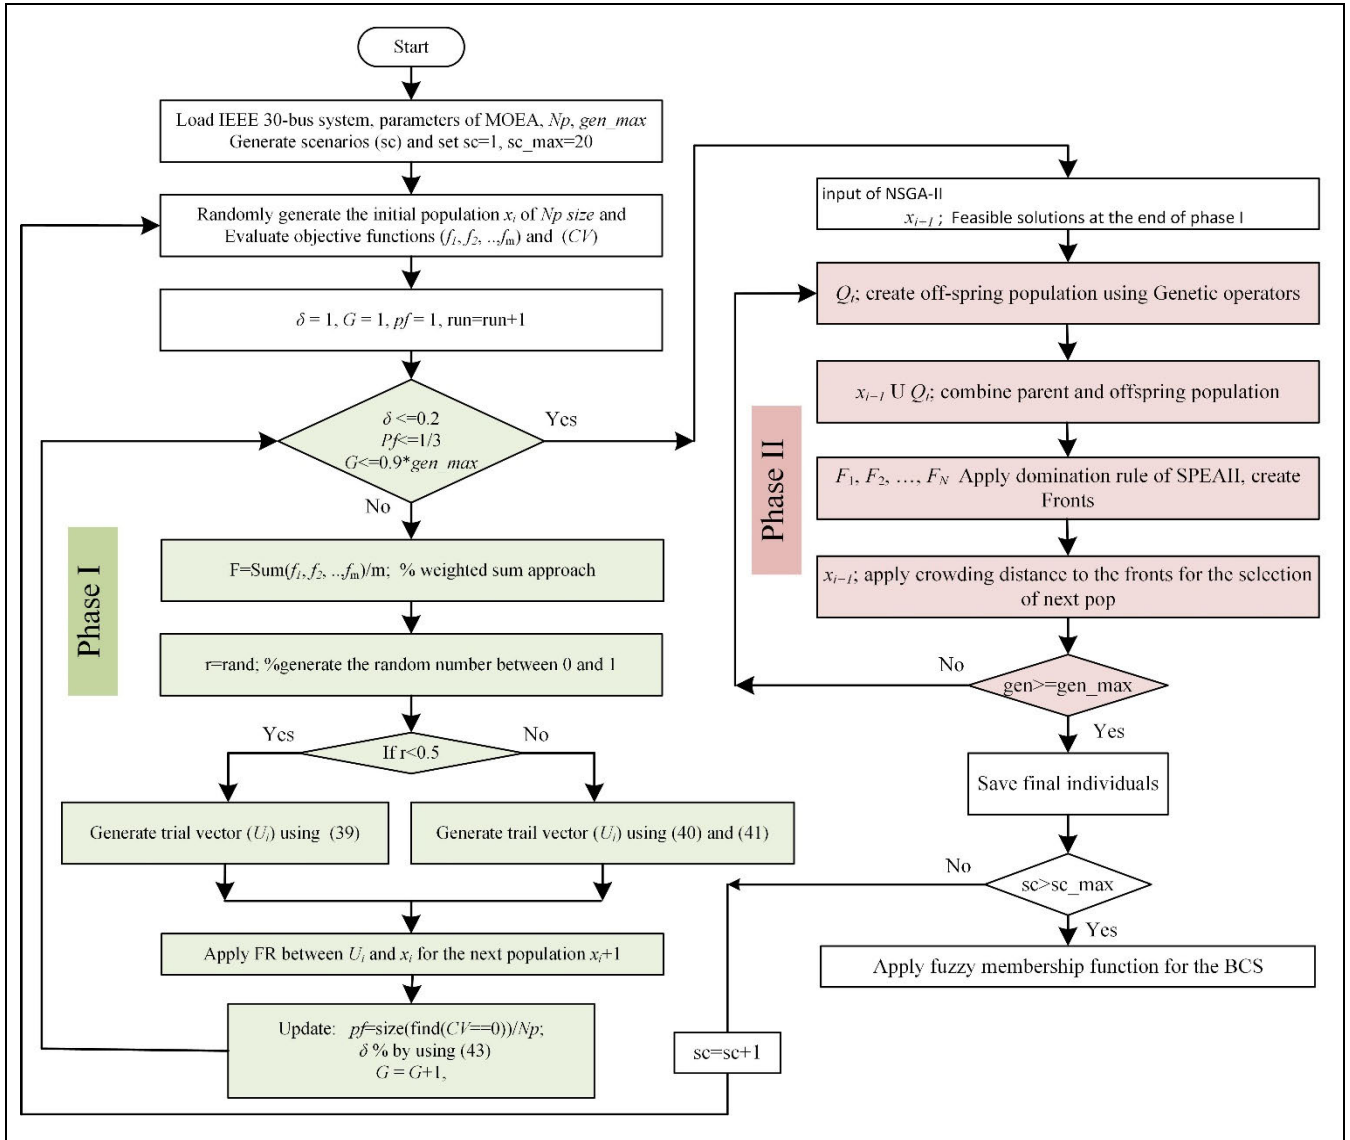 Start
Load IEEE 30-bus system, parameters of MOEA, Np, gen_max
Generate scenarios (sc) and set sc=1, sc_max=20
Randomly generate the initial population xi of Np size and
Evaluate objective functions (f1, f2, ..,fm) and (CV)
δ = 1, G = 1, pf = 1, run=run+1
δ <=0.2
Pf<=1/3
G<=0.9*gen_max
Yes
No
Phase I
F=Sum(f1, f2, ..,fm)/m; % weighted sum approach
r=rand; %generate the random number between 0 and 1
Yes
If r<0.5
No
Generate trial vector (Ui) using (39)
Generate trail vector (Ui) using (40) and (41)
Apply FR between Ui and xi for the next population xi+1
Update: pf=size(find(CV==0))/Np;
δ % by using (43)
G = G+1,
input of NSGA-II
xi−1 ; Feasible solutions at the end of phase I
Qt; create off-spring population using Genetic operators
xi−1 U Qt; combine parent and offspring population
Phase II
F1, F2, …, FN Apply domination rule of SPEAII, create
Fronts
xi−1; apply crowding distance to the fronts for the selection
of next pop
No
gen>=gen_max
Yes
Save final individuals
No
sc>sc_max
Yes
Apply fuzzy membership function for the BCS
sc=sc+1